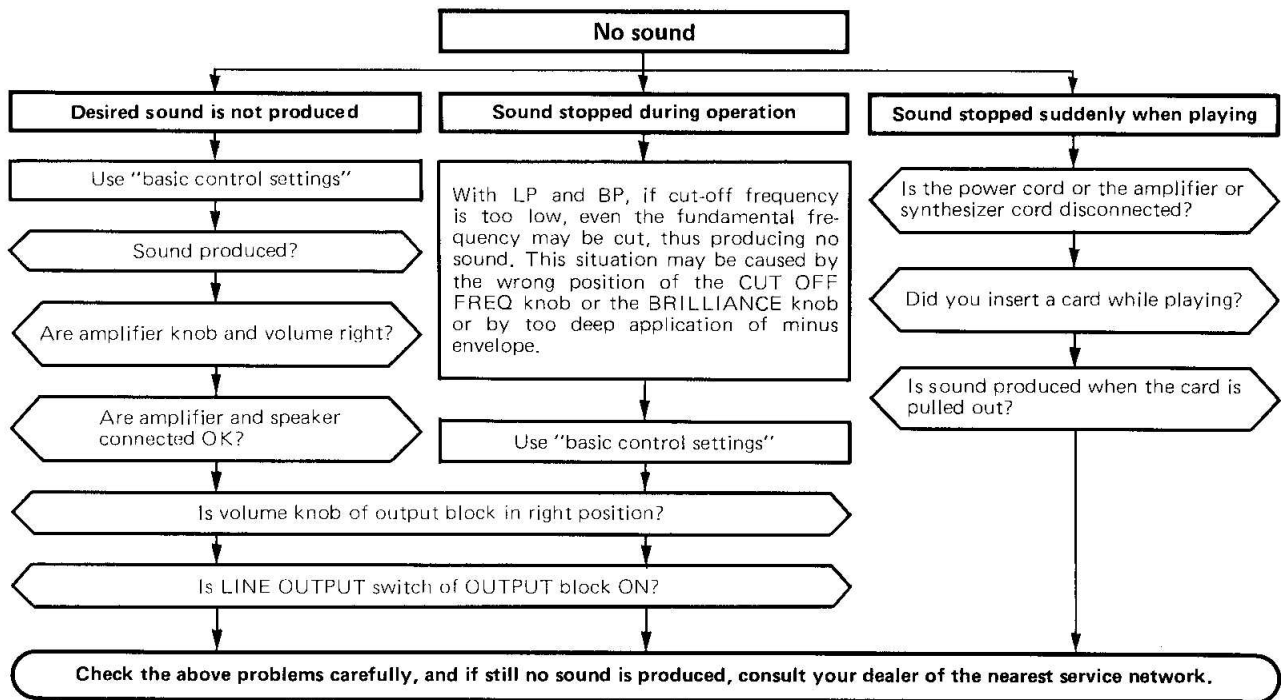 No sound
Desired sound is not produced
Use "basic control settings"
Sound produced?
Are amplifier knob and volume right?
Are amplifier and speaker
connected OK?
Sound stopped during operation
With LP and BP, if cut-off frequency
is too low, even the fundamental fre-
quency may be cut, thus producing no
sound. This situation may be caused by
the wrong position of the CUT OFF
FREQ knob or the BRILLIANCE knob
or by too deep application of minus
envelope.
Use "basic control settings"
Is volume knob of output block in right position?
Is LINE OUTPUT switch of OUTPUT block ON?
Sound stopped suddenly when playing
Is the power cord or the amplifier or
synthesizer cord disconnected?
Did you insert a card while playing?
Is sound produced when the card is
pulled out?
Check the above problems carefully, and if still no sound is produced, consult your dealer of the nearest service network.